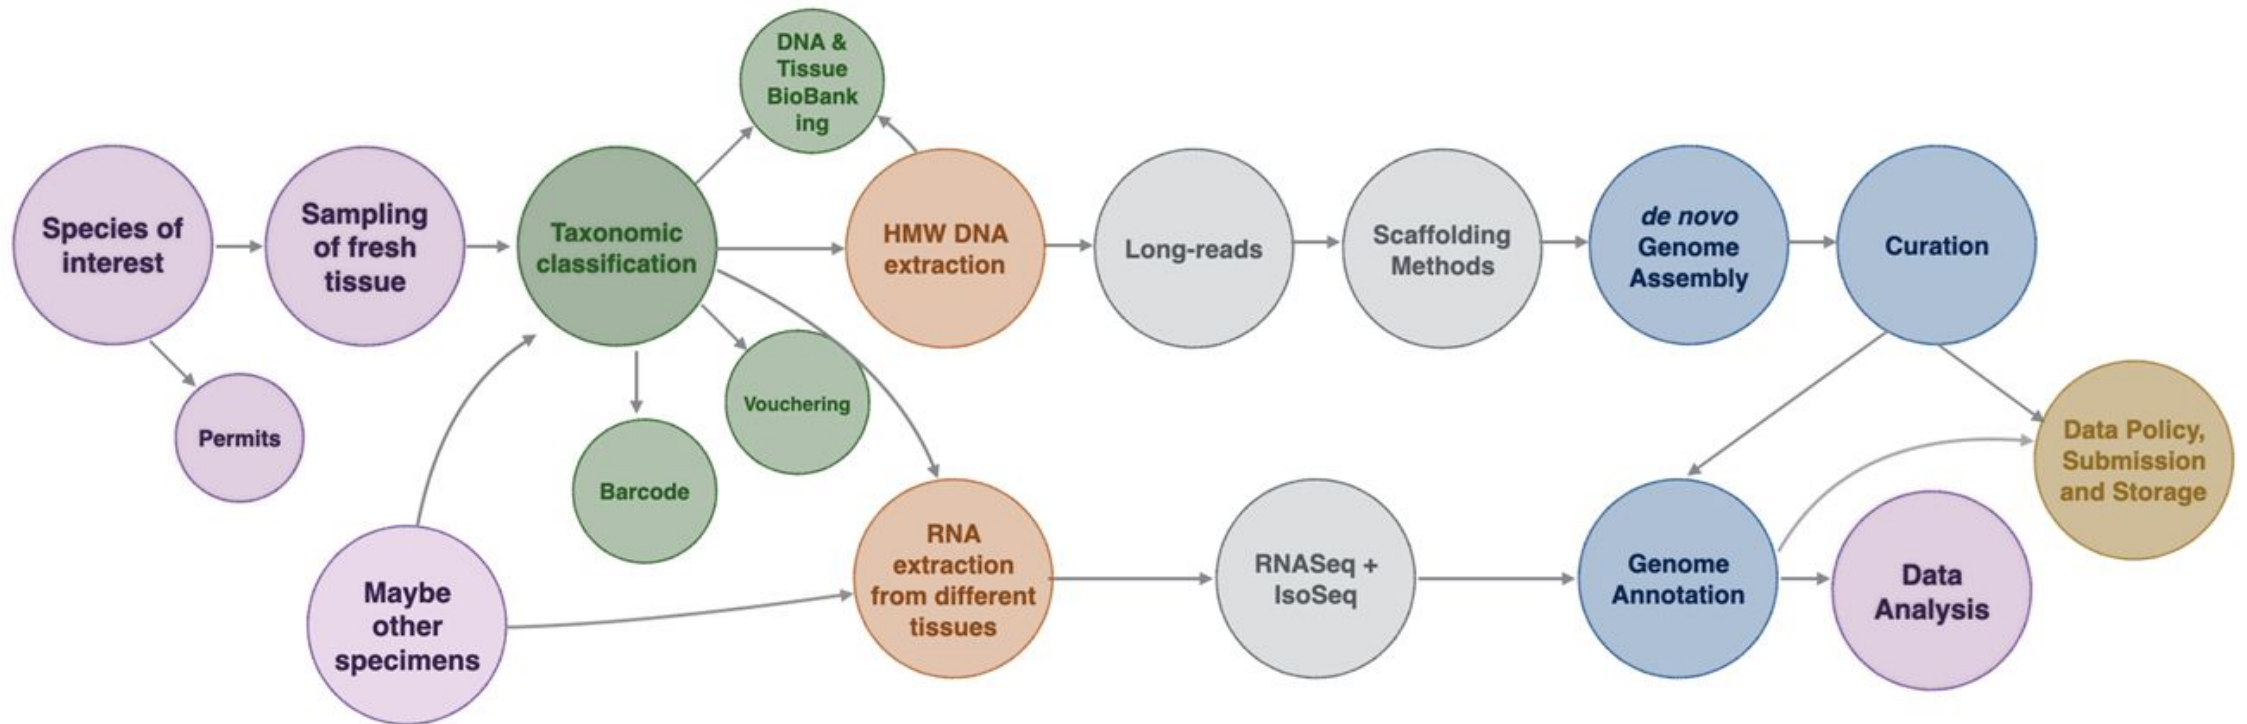 DNA &
Tissue
BioBank
ing
Species of
interest
Sampling
of fresh
tissue
Taxonomic
classification
HMW DNA
extraction
Long-reads
Scaffolding
Methods
de novo
Genome
Assembly
Curation
Permits
Vouchering
Barcode
Data Policy,
Submission
and Storage
Maybe
other
specimens
RNA
extraction
from different
tissues
RNASeq +
IsoSeq
Genome
Annotation
Data
Analysis